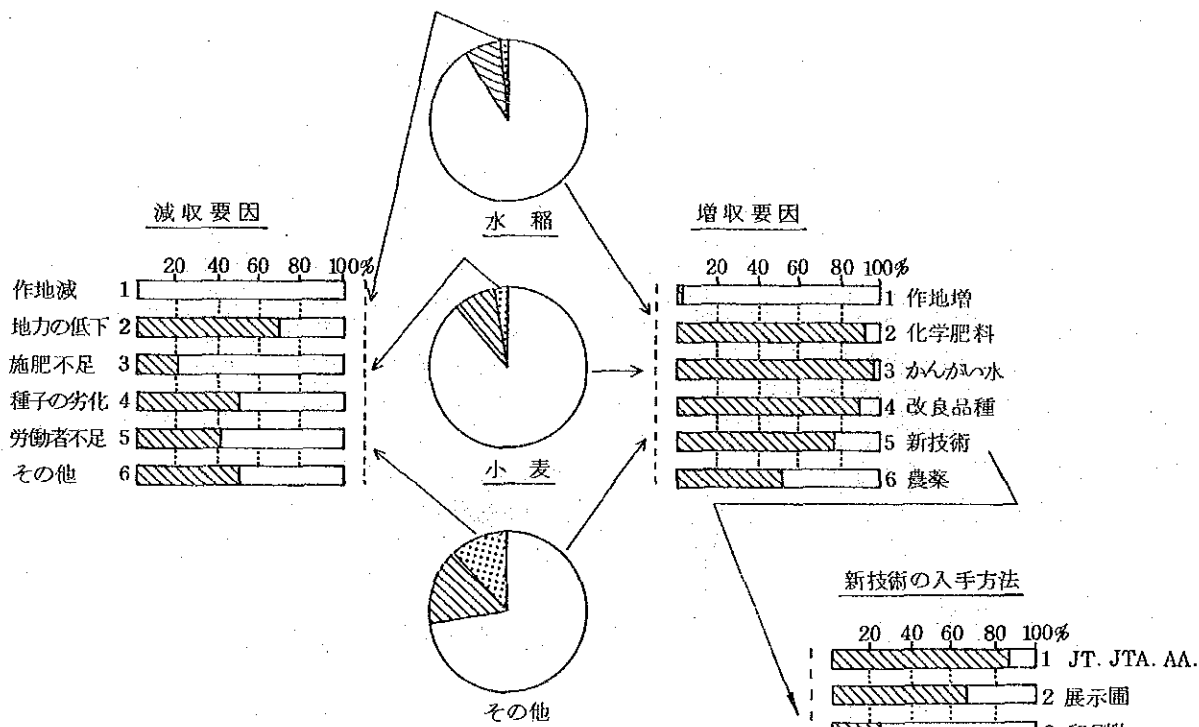 水稲
減収要因
20 40 60 80 100%
作地減 1
地力の低下 2
施肥不足 3
種子の劣化 4
労働者不足 5
その他 6
小麦
その他
増収要因
20 40 60 80 100%
1 作地増
2 化学肥料
3 かんがい水
4 改良品種
5 新技術
6 農薬
新技術の入手方法
20 40 60 80 100%
1 JT. JTA. AA.
2 展示圃